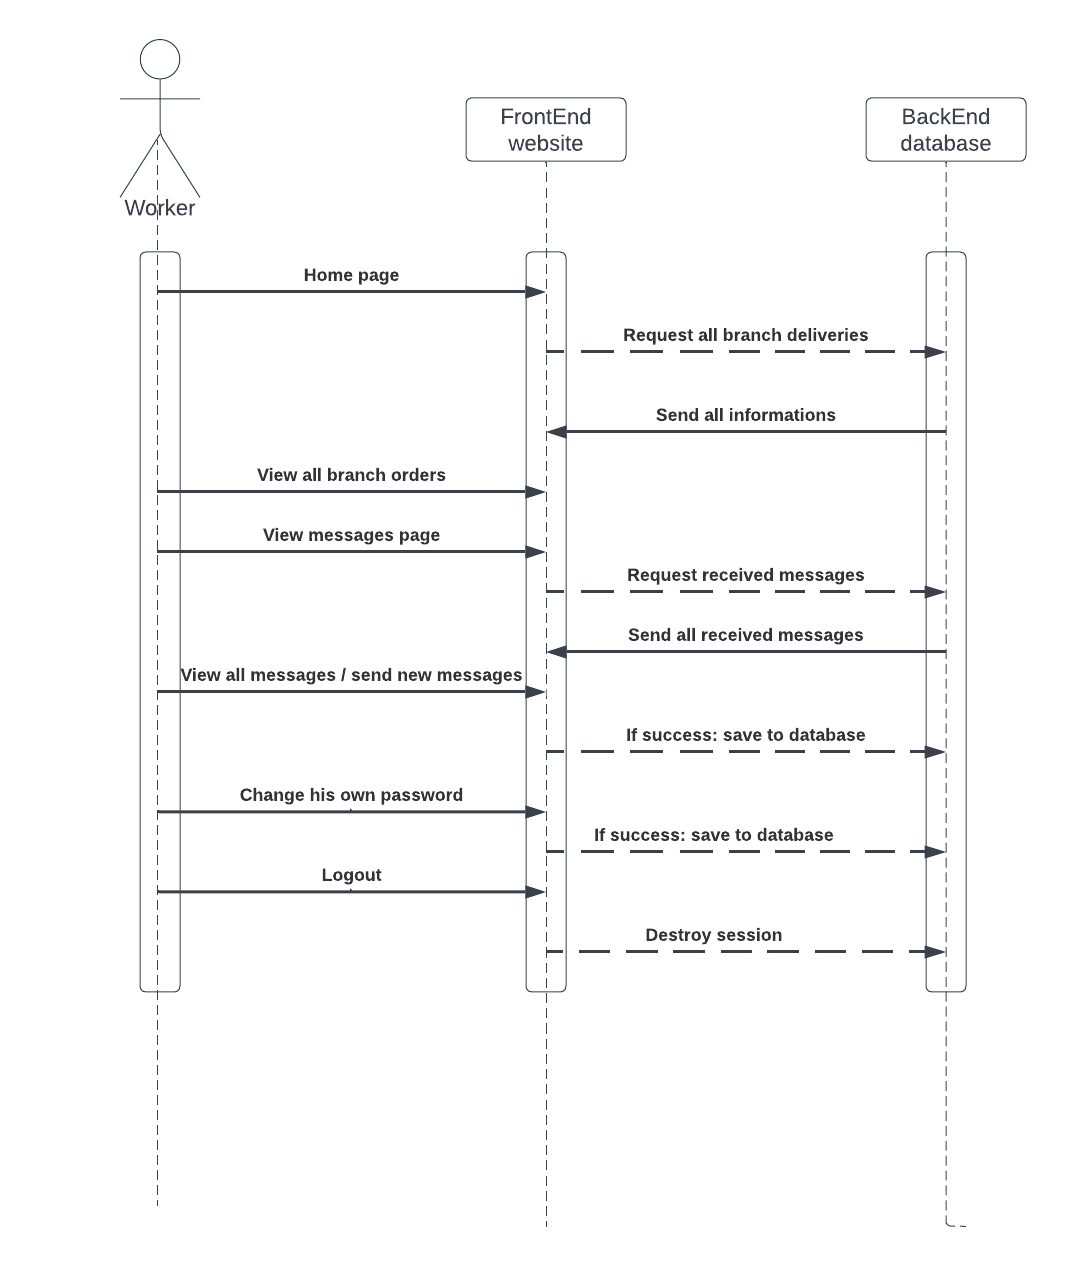 FrontEnd
website
BackEnd
database
Worker
Home page
Request all branch deliveries
Send all informations
View all branch orders
View messages page
Request received messages
Send all received messages
View all messages / send new messages
If success: save to database
Change his own password
If success: save to database
Logout
Destroy session